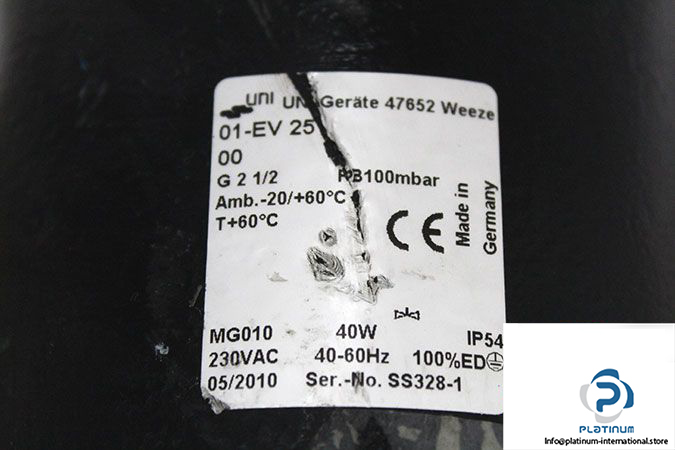 UNI UNI Geräte 47652 Weeze
01-EV 25
00
G 2 1/2 PB100mbar
Amb.-20/+60°C
T+60°C
CE
Made in
Germany
MG010 40W IP54
230VAC 40-60Hz 100%ED
05/2010 Ser.-No. SS328-1
PLATINUM
info@platinum-international.store